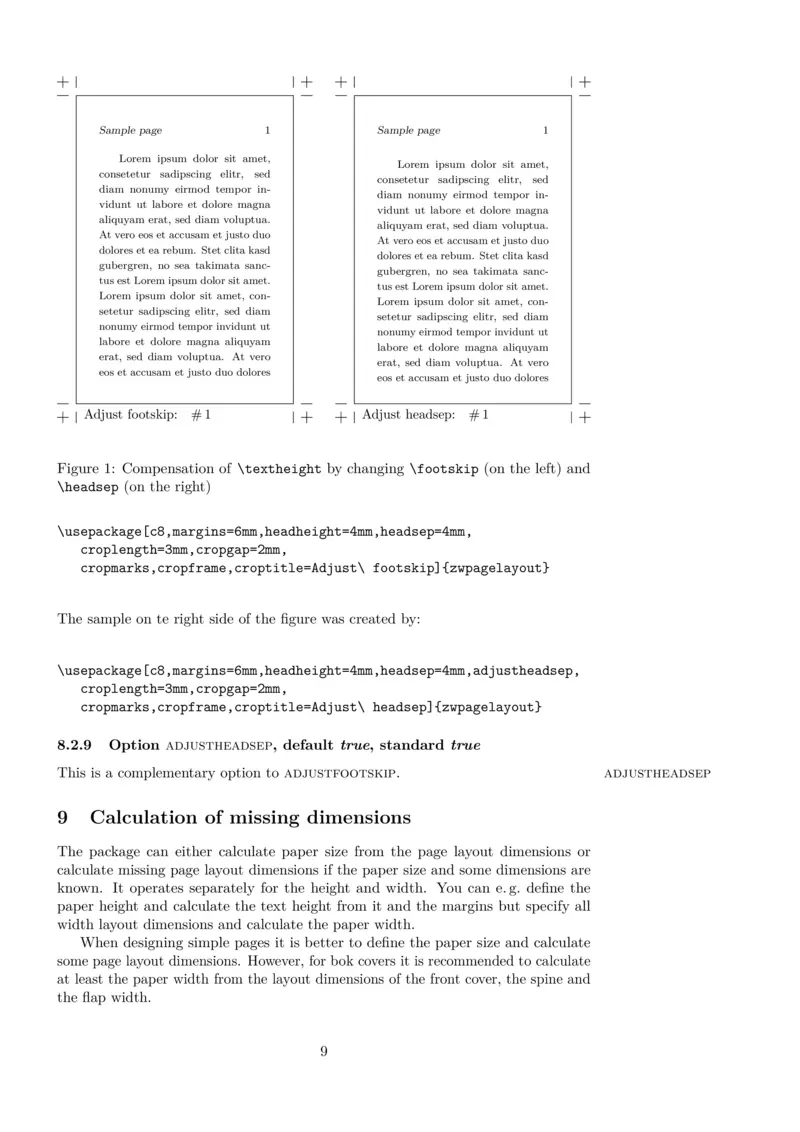 Sample page 1
Lorem ipsum dolor sit amet,
consetetur sadipscing elitr, sed
diam nonumy eirmod tempor in-
vidunt ut labore et dolore magna
aliquyam erat, sed diam voluptua.
At vero eos et accusam et justo duo
dolores et ea rebum. Stet clita kasd
gubergren, no sea takimata sanc-
tus est Lorem ipsum dolor sit amet.
Lorem ipsum dolor sit amet, con-
setetur sadipscing elitr, sed diam
nonumy eirmod tempor invidunt ut
labore et dolore magna aliquyam
erat, sed diam voluptua. At vero
eos et accusam et justo duo dolores
Adjust footskip: #1
Sample page 1
Lorem ipsum dolor sit amet,
consetetur sadipscing elitr, sed
diam nonumy eirmod tempor in-
vidunt ut labore et dolore magna
aliquyam erat, sed diam voluptua.
At vero eos et accusam et justo duo
dolores et ea rebum. Stet clita kasd
gubergren, no sea takimata sanc-
tus est Lorem ipsum dolor sit amet.
Lorem ipsum dolor sit amet, con-
setetur sadipscing elitr, sed diam
nonumy eirmod tempor invidunt ut
labore et dolore magna aliquyam
erat, sed diam voluptua. At vero
eos et accusam et justo duo dolores
Adjust headsep: #1
Figure 1: Compensation of \textheight by changing \footskip (on the left) and
\headsep (on the right)
\usepackage[c8,margins=6mm,headheight=4mm,headsep=4mm,
croplength=3mm,cropgap=2mm,
cropmarks,cropframe,croptitle=Adjust\ footskip]{zwpagelayout}
The sample on te right side of the figure was created by:
\usepackage[c8,margins=6mm,headheight=4mm,headsep=4mm,adjustheadsep,
croplength=3mm,cropgap=2mm,
cropmarks,cropframe,croptitle=Adjust\ headsep]{zwpagelayout}
8.2.9 Option ADJUSTHEADSEP, default true, standard true
This is a complementary option to ADJUSTFOOTSKIP.
ADJUSTHEADSEP
9 Calculation of missing dimensions
The package can either calculate paper size from the page layout dimensions or
calculate missing page layout dimensions if the paper size and some dimensions are
known. It operates separately for the height and width. You can e. g. define the
paper height and calculate the text height from it and the margins but specify all
width layout dimensions and calculate the paper width.
When designing simple pages it is better to define the paper size and calculate
some page layout dimensions. However, for bok covers it is recommended to calculate
at least the paper width from the layout dimensions of the front cover, the spine and
the flap width.
9